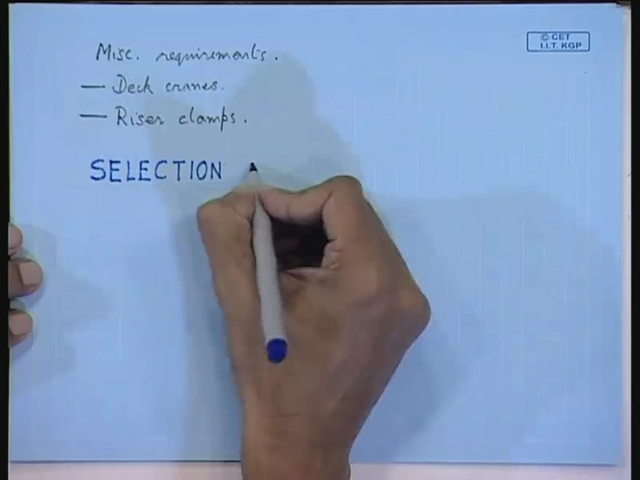 © CET
I.I.T. KGP
Misc. requirements.
— Deck cranes.
— Riser clamps.
SELECTION